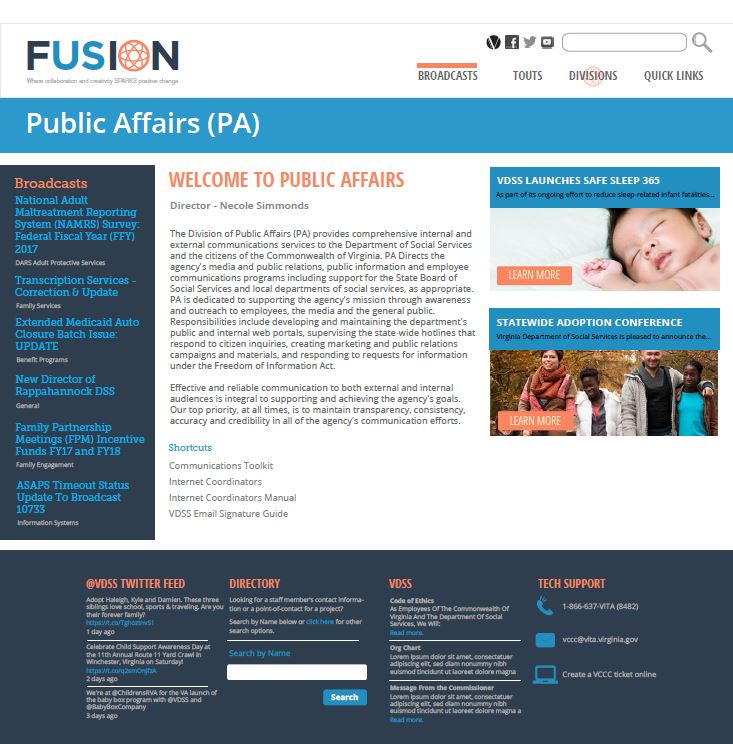 FUSION
Where collaboration and creativity SPARKS positive change
BROADCASTS
TOUTS
DIVISIONS
QUICK LINKS
Public Affairs (PA)
Broadcasts
National Adult
Maltreatment Reporting
System (NAMRS) Survey:
Federal Fiscal Year (FFY)
2017
DARS Adult Protective Services
Transcription Services -
Correction & Update
Family Services
Extended Medicaid Auto
Closure Batch Issue:
UPDATE
Benefit Programs
New Director of
Rappahannock DSS
General
Family Partnership
Meetings (FPM) Incentive
Funds FY17 and FY18
Family Engagement
ASAPS Timeout Status
Update To Broadcast
10733
Information Systems
WELCOME TO PUBLIC AFFAIRS
Director - Necole Simmonds
The Division of Public Affairs (PA) provides comprehensive internal and
external communications services to the Department of Social Services
and the citizens of the Commonwealth of Virginia. PA Directs the
agency's media and public relations, public information and employee
communications programs including support for the State Board of
Social Services and local departments of social services, as appropriate.
PA is dedicated to supporting the agency's mission through awareness
and outreach to employees, the media and the general public.
Responsibilities include developing and maintaining the department's
public and internal web portals, supervising the state-wide hotlines that
respond to citizen inquiries, creating marketing and public relations
campaigns and materials, and responding to requests for information
under the Freedom of Information Act.
Effective and reliable communication to both external and internal
audiences is integral to supporting and achieving the agency's goals.
Our top priority, at all times, is to maintain transparency, consistency,
accuracy and credibility in all of the agency's communication efforts.
Shortcuts
Communications Toolkit
Internet Coordinators
Internet Coordinators Manual
VDSS Email Signature Guide
VDSS LAUNCHES SAFE SLEEP 365
As part of its ongoing effort to reduce sleep-related infant fatalities...
LEARN MORE
STATEWIDE ADOPTION CONFERENCE
Virginia Department of Social Services is pleased to announce the...
LEARN MORE
@VDSS TWITTER FEED
Adopt Haleigh, Kyle and Damien. These three
siblings love school, sports & traveling. Are you
their forever family?
1 day ago
Celebrate Child Support Awareness Day at
the 11th Annual Route 11 Yard Crawl in
Winchester, Virginia on Saturday!
2 days ago
We're at @ChildrensRVA for the VA launch of
the baby box program with @VDSS and
@BabyBoxCompany
3 days ago
DIRECTORY
Looking for a staff member's contact informa-
tion or a point-of-contact for a project?
Search by Name below or click here for other
search options.
Search by Name
Search
VDSS
Code of Ethics
As Employees Of The Commonwealth Of
Virginia And The Department Of Social
Services, We Will:
Read more.
Org Chart
Lorem ipsum dolor sit amet, consectetuer
adipiscing elit, sed diam nonummy nibh
euismod tincidunt ut laoreet dolore magna
Message From the Commissioner
Lorem ipsum dolor sit amet, consectetuer
adipiscing elit, sed diam nonummy nibh
euismod tincidunt ut laoreet dolore magna a
Read more.
TECH SUPPORT
1-866-637-VITA (8482)
vccc@vita.virginia.gov
Create a VCCC ticket online